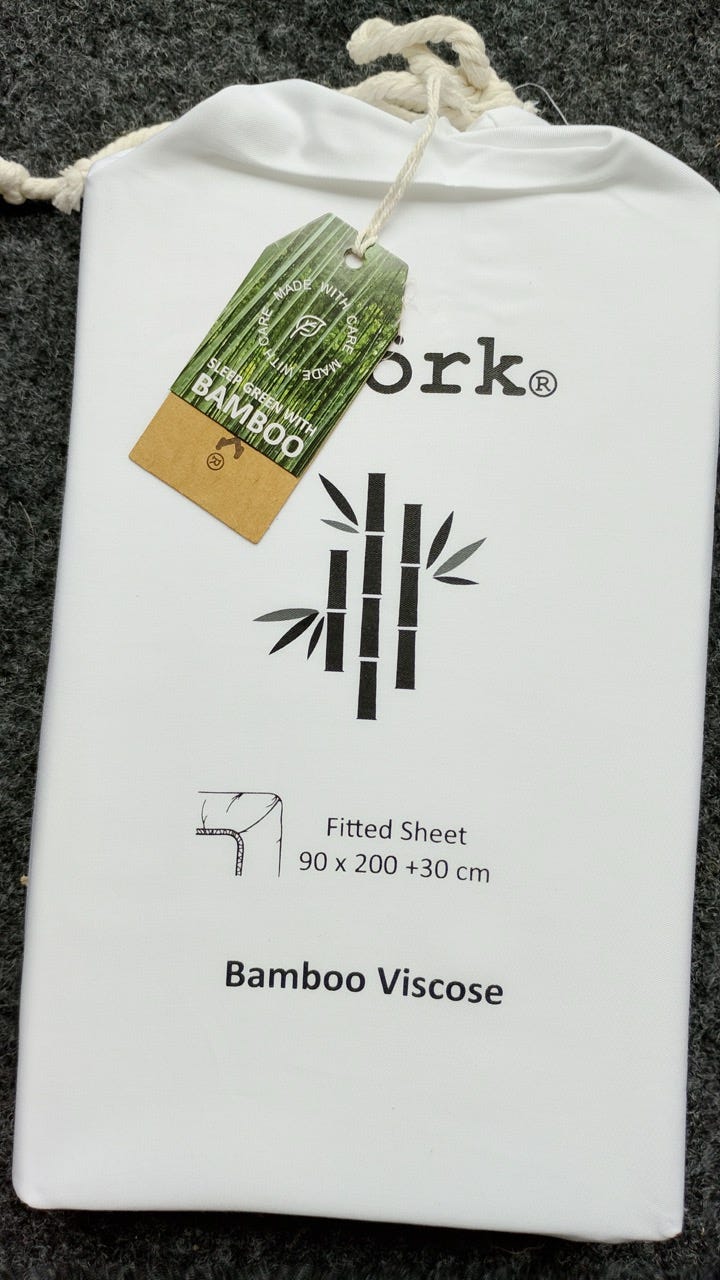 MADE WITH CARE MADE WITH CARE
SLEEP GREEN WITH
BAMBOO
®
örk®
Fitted Sheet
90 x 200 +30 cm
Bamboo Viscose